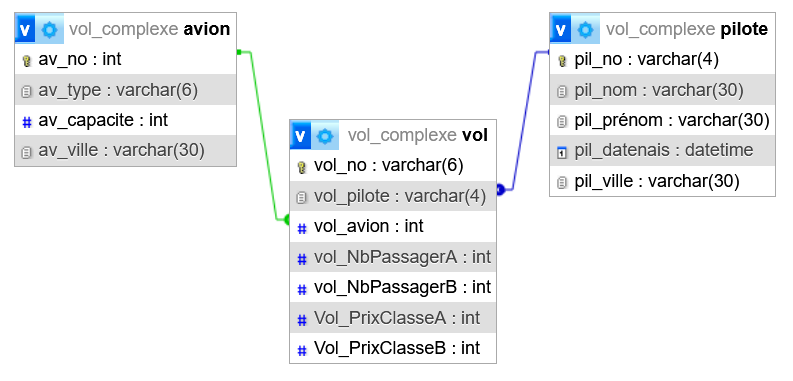 v vol_complexe avion
av_no : int
av_type : varchar(6)
# av_capacite : int
av_ville : varchar(30)
v vol_complexe vol
vol_no : varchar(6)
vol_pilote : varchar(4)
# vol_avion : int
# vol_NbPassagerA : int
# vol_NbPassagerB : int
# Vol_PrixClasseA : int
# Vol_PrixClasseB : int
v vol_complexe pilote
pil_no : varchar(4)
pil_nom : varchar(30)
pil_prénom : varchar(30)
pil_datenais : datetime
pil_ville : varchar(30)